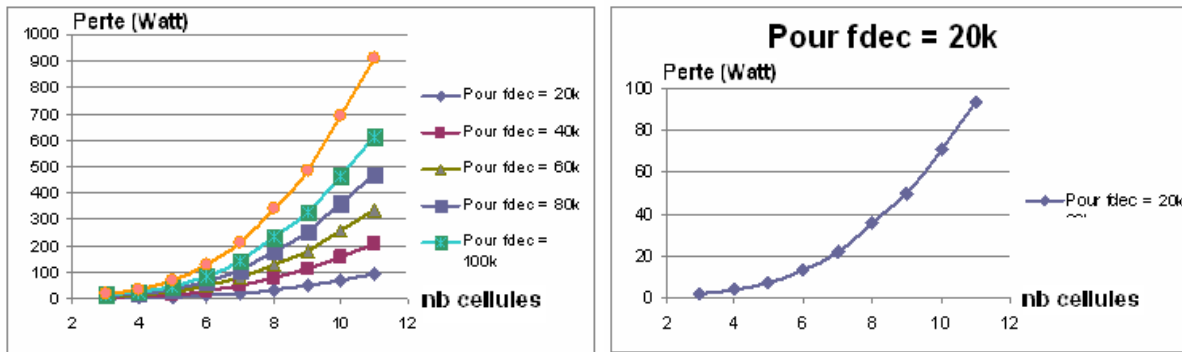 Perte (Watt)
1000
900
800
700
600
500
400
300
200
100
0
2 4 6 8 10 12
nb cellules
Pour fdec = 20k
Pour fdec = 40k
Pour fdec = 60k
Pour fdec = 80k
Pour fdec =
100k
Pour fdec = 20k
Perte (Watt)
100
80
60
40
20
0
2 4 6 8 10 12
nb cellules
Pour fdec = 20k